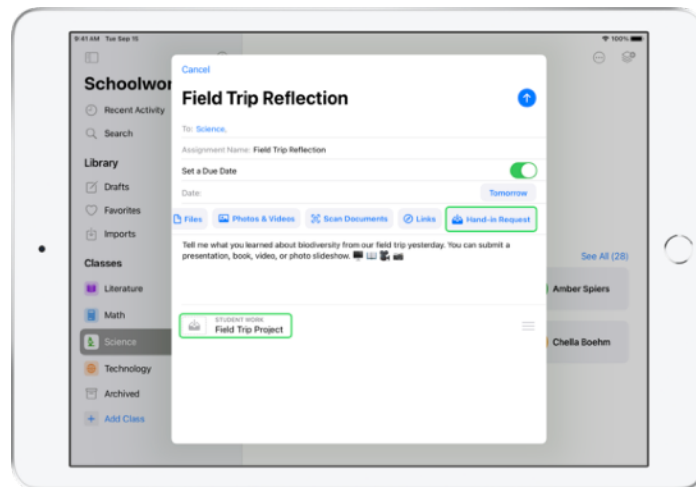 9:41 AM Tue Sep 15
100%
Schoolwor
Recent Activity
Search
Library
Drafts
Favorites
Imports
Classes
Literature
Math
Science
Technology
Archived
Add Class
Cancel
Field Trip Reflection
To: Science,
Assignment Name: Field Trip Reflection
Set a Due Date
Date: Tomorrow
Files Photos & Videos Scan Documents Links Hand-in Request
Tell me what you learned about biodiversity from our field trip yesterday. You can submit a
presentation, book, video, or photo slideshow.
STUDENT WORK
Field Trip Project
See All (28)
Amber Spiers
Chella Boehm